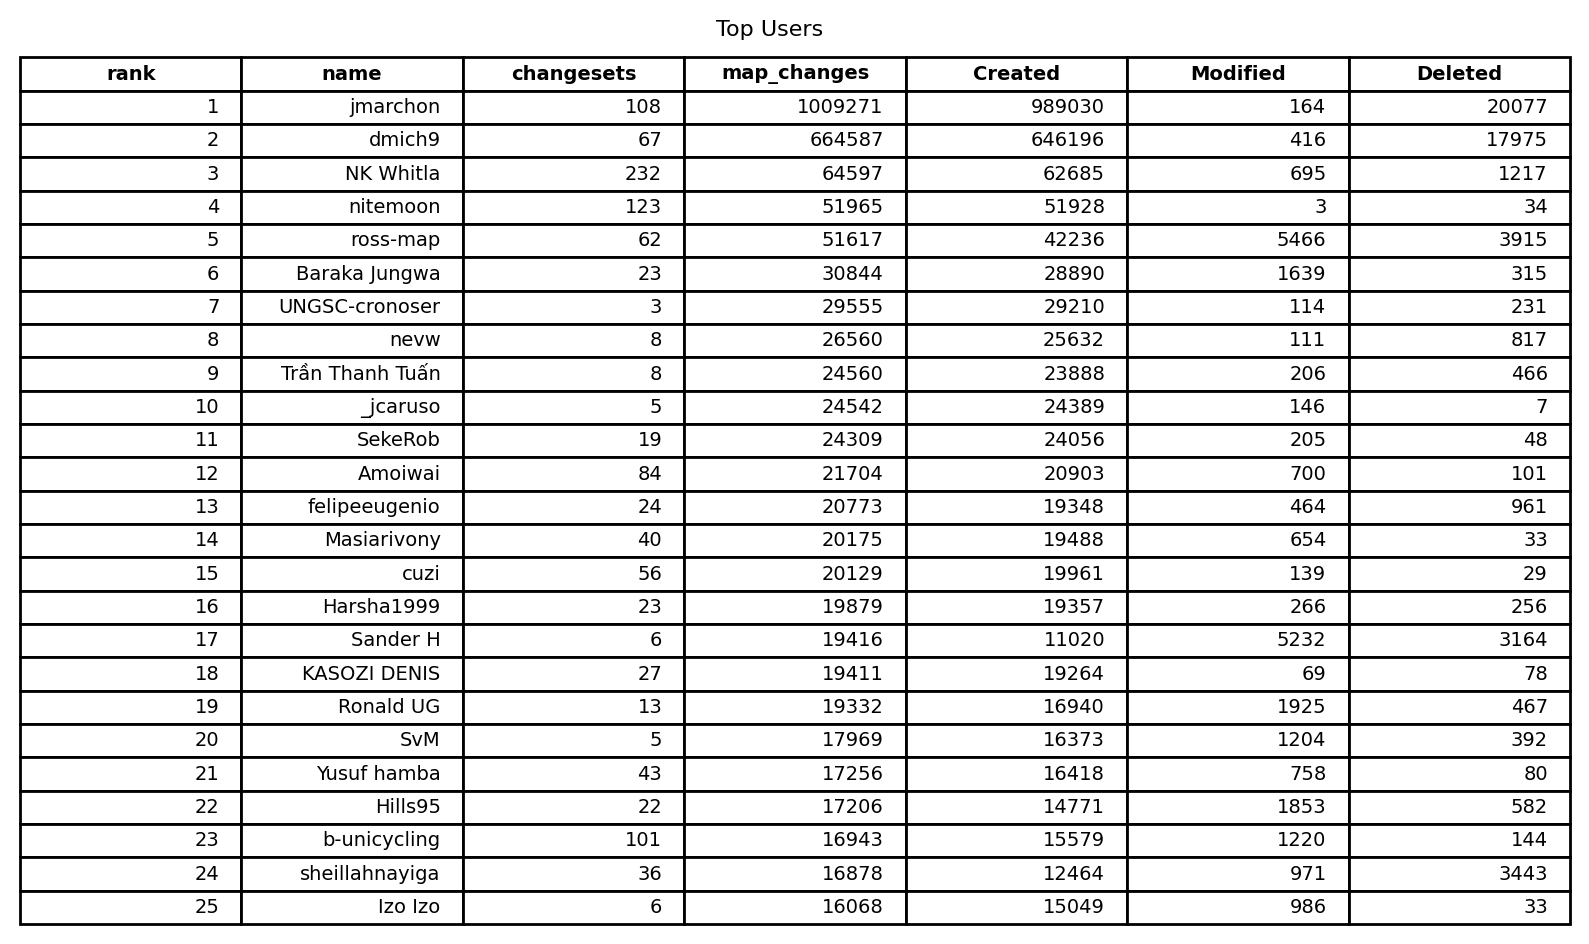 Top Users
rank name changesets map_changes Created Modified Deleted
1 jmarchon 108 1009271 989030 164 20077
2 dmich9 67 664587 646196 416 17975
3 NK Whitla 232 64597 62685 695 1217
4 nitemoon 123 51965 51928 3 34
5 ross-map 62 51617 42236 5466 3915
6 Baraka Jungwa 23 30844 28890 1639 315
7 UNGSC-cronoser 3 29555 29210 114 231
8 nevw 8 26560 25632 111 817
9 Trần Thanh Tuấn 8 24560 23888 206 466
10 _jcaruso 5 24542 24389 146 7
11 SekeRob 19 24309 24056 205 48
12 Amoiwai 84 21704 20903 700 101
13 felipeeugenio 24 20773 19348 464 961
14 Masiarivony 40 20175 19488 654 33
15 cuzi 56 20129 19961 139 29
16 Harsha1999 23 19879 19357 266 256
17 Sander H 6 19416 11020 5232 3164
18 KASOZI DENIS 27 19411 19264 69 78
19 Ronald UG 13 19332 16940 1925 467
20 SvM 5 17969 16373 1204 392
21 Yusuf hamba 43 17256 16418 758 80
22 Hills95 22 17206 14771 1853 582
23 b-unicycling 101 16943 15579 1220 144
24 sheillahnayiga 36 16878 12464 971 3443
25 Izo Izo 6 16068 15049 986 33